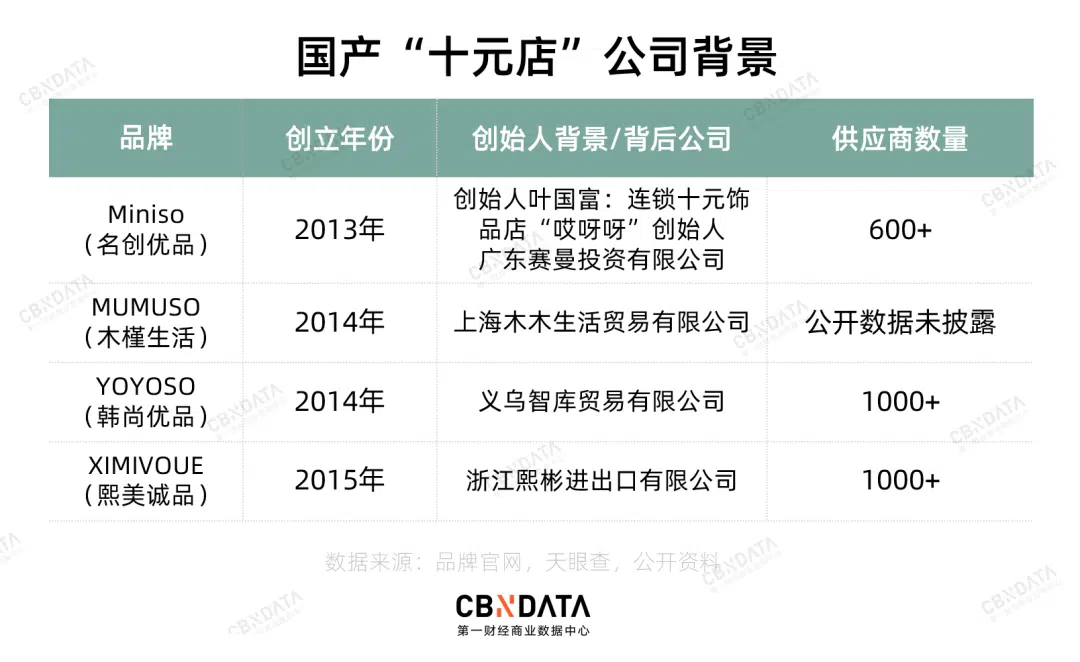 国产“十元店”公司背景
品牌 创立年份 创始人背景/背后公司 供应商数量
Miniso
（名创优品）
2013年
创始人叶国富：连锁十元饰
品店“哎呀呀”创始人
广东赛曼投资有限公司
600+
MUMUSO
（木槿生活）
2014年
上海木木生活贸易有限公司
公开数据未披露
YOYOSO
（韩尚优品）
2014年
义乌智库贸易有限公司
1000+
XIMIVOUE
（熙美诚品）
2015年
浙江熙彬进出口有限公司
1000+
数据来源：品牌官网，天眼查，公开资料
CBNDATA
第一财经商业数据中心